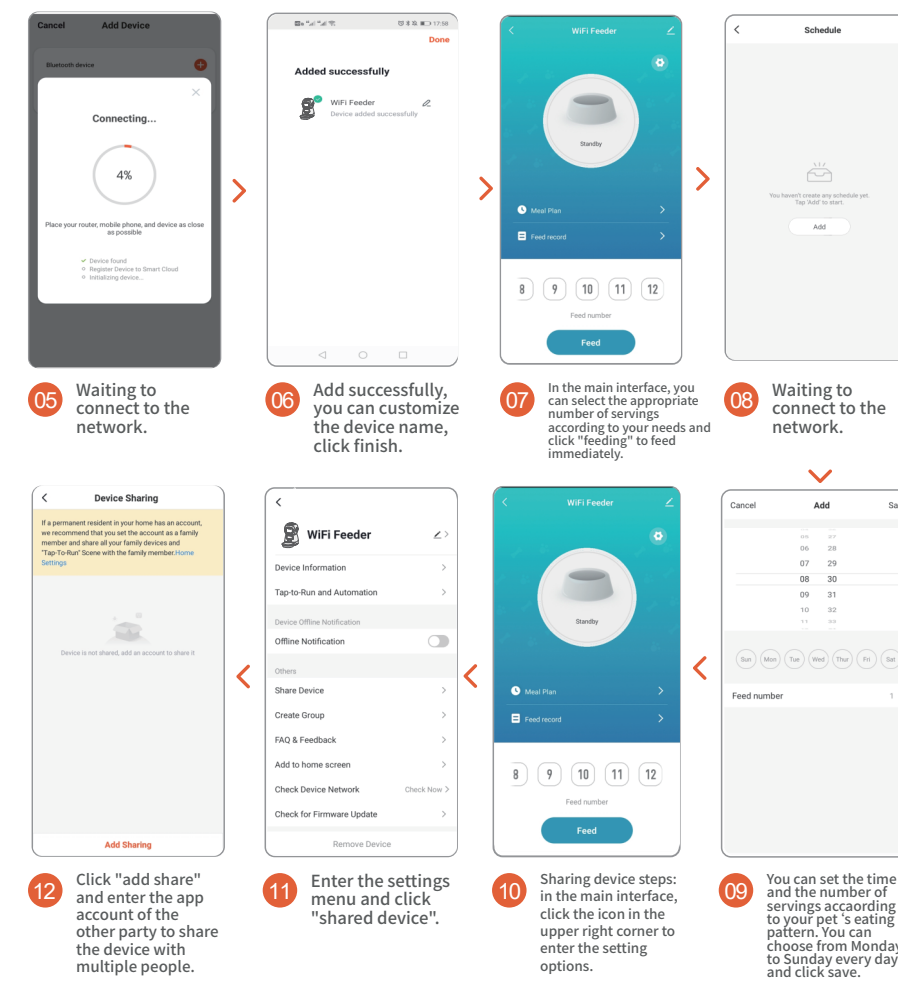 Cancel Add Device
Bluetooth device
Connecting...
4%
Place your router, mobile phone, and device as close
as possible
Device found
Register Device to Smart Cloud
Initializing device...
05
Waiting to
connect to the
network.
17:58
Done
Added successfully
WiFi Feeder
Device added successfully
06
Add successfully,
you can customize
the device name,
click finish.
WiFi Feeder
Standby
Meal Plan
Feed record
8 9 10 11 12
Feed number
Feed
07
In the main interface, you
can select the appropriate
number of servings
according to your needs and
click "feeding" to feed
immediately.
Schedule
You haven't create any schedule yet.
Tap 'Add' to start.
Add
08
Waiting to
connect to the
network.
Device Sharing
If a permanent resident in your home has an account,
we recommend that you set the account as a family
member and share all your family devices and
"Tap-To-Run" Scene with the family member.Home
Settings
Device is not shared, add an account to share it
Add Sharing
12
Click "add share"
and enter the app
account of the
other party to share
the device with
multiple people.
WiFi Feeder
Device Information
Tap-to-Run and Automation
Device Offline Notification
Offline Notification
Others
Share Device
Create Group
FAQ & Feedback
Add to home screen
Check Device Network Check Now
Check for Firmware Update
Remove Device
11
Enter the settings
menu and click
"shared device".
WiFi Feeder
Standby
Meal Plan
Feed record
8 9 10 11 12
Feed number
Feed
10
Sharing device steps:
in the main interface,
click the icon in the
upper right corner to
enter the setting
options.
Cancel Add Sa
06 28
07 29
08 30
09 31
10 32
Sun Mon Tue Wed Thur Fri Sat
Feed number 1
09
You can set the time
and the number of
servings accaording
to your pet 's eating
pattern. You can
choose from Monday
to Sunday every day
and click save.